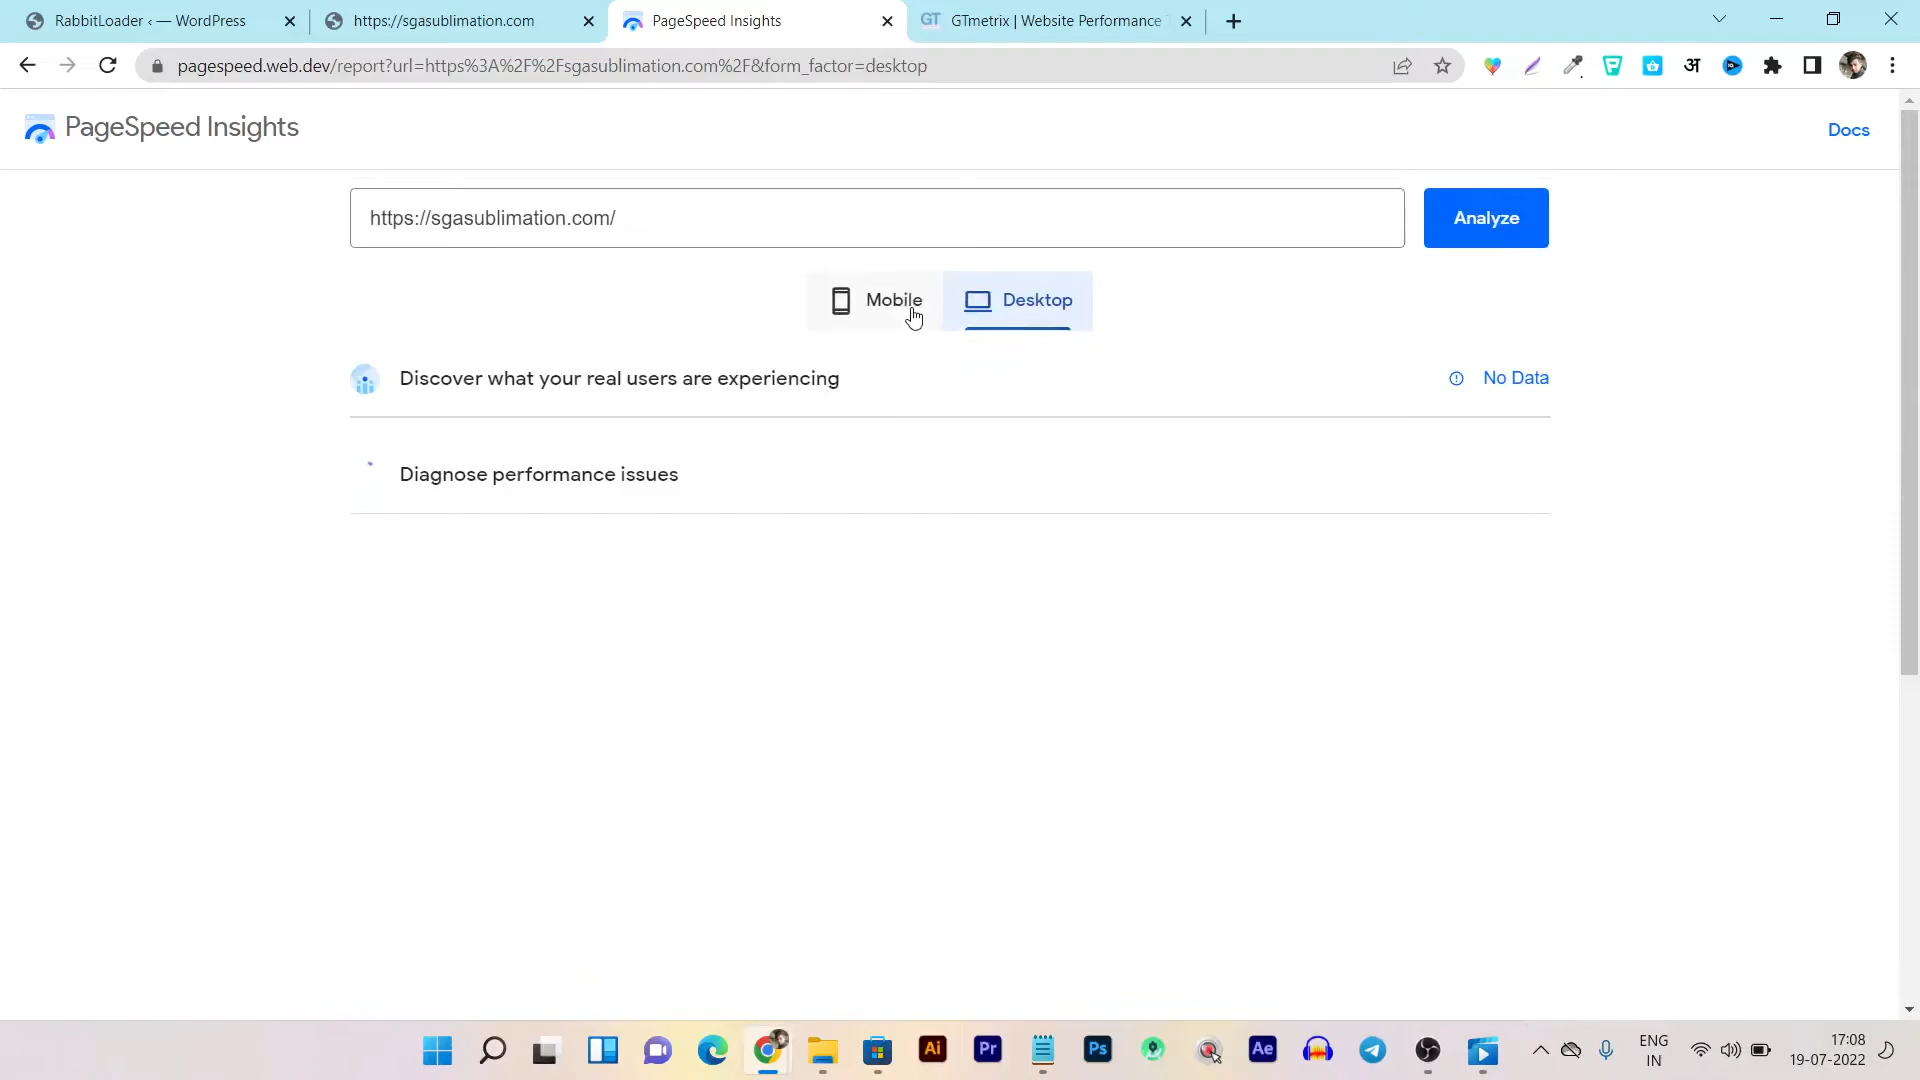 RabbitLoader ‹ — WordPress
https://sgasublimation.com
PageSpeed Insights
GT
GTmetrix | Website Performance
pagespeed.web.dev/report?url=https%3A%2F%2Fsgasublimation.com%2F&form_factor=desktop
अ
PageSpeed Insights
Docs
https://sgasublimation.com/
Analyze
Mobile
Desktop
Discover what your real users are experiencing
No Data
Diagnose performance issues
Ai
Pr
Ps
Ae
ENG
IN
17:08
19-07-2022